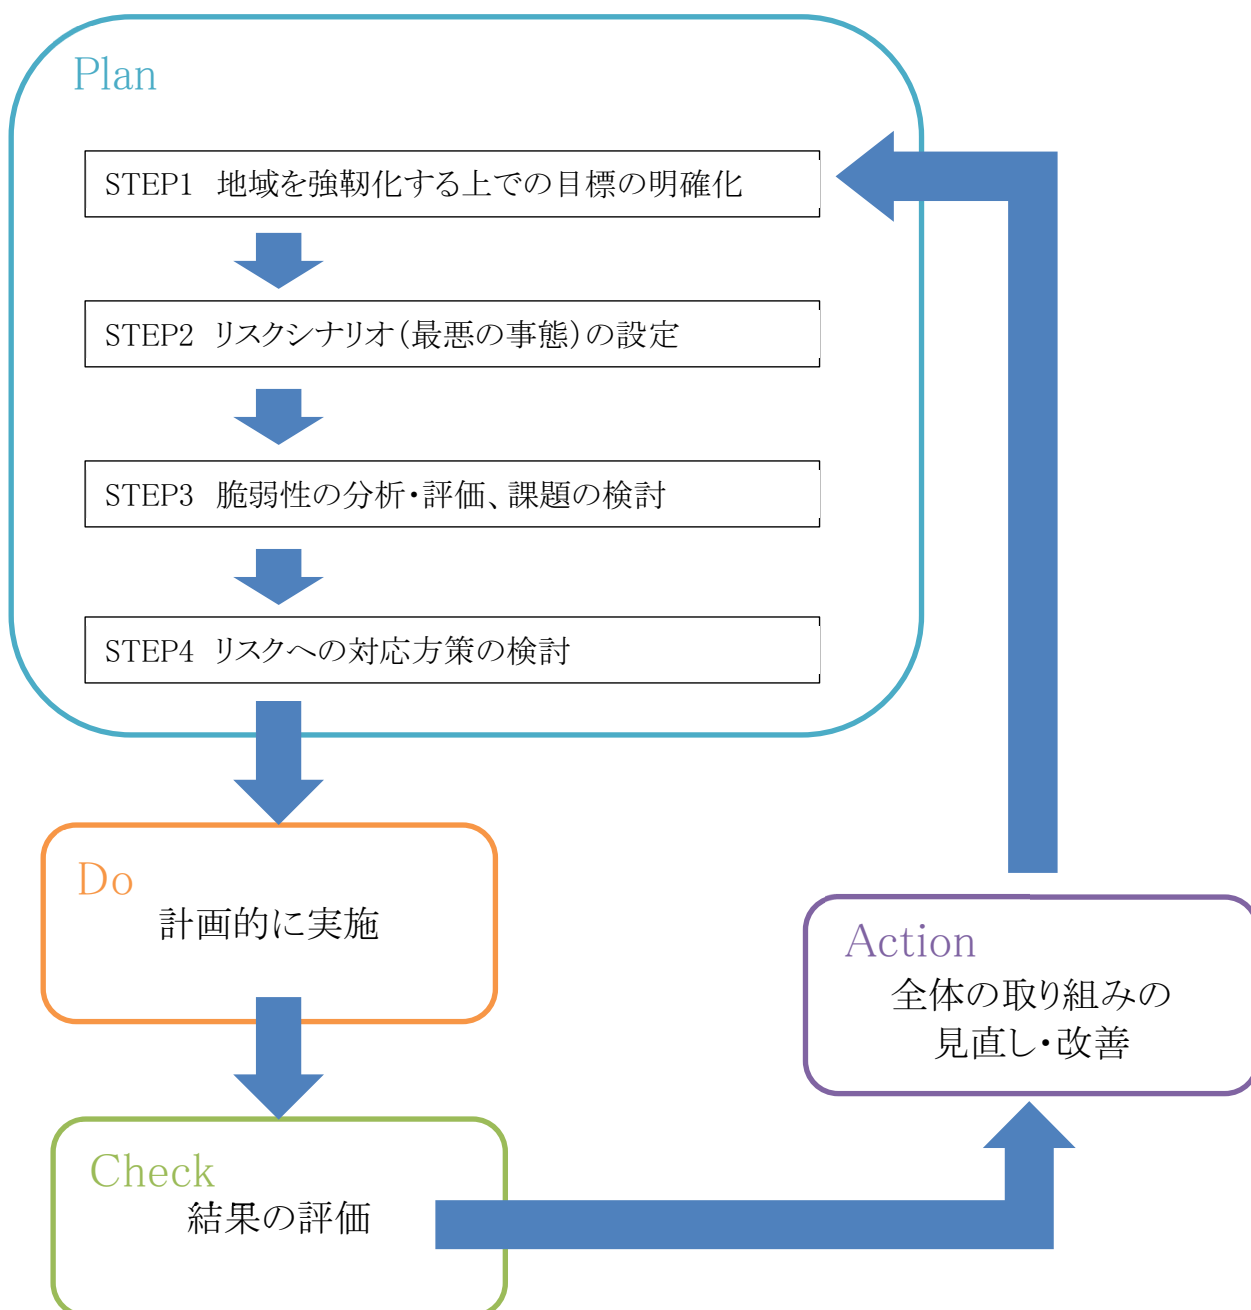 Plan
STEP1 地域を強靭化する上での目標の明確化
STEP2 リスクシナリオ（最悪の事態）の設定
STEP3 脆弱性の分析・評価、課題の検討
STEP4 リスクへの対応方策の検討
Do
計画的に実施
Check
結果の評価
Action
全体の取り組みの
見直し・改善